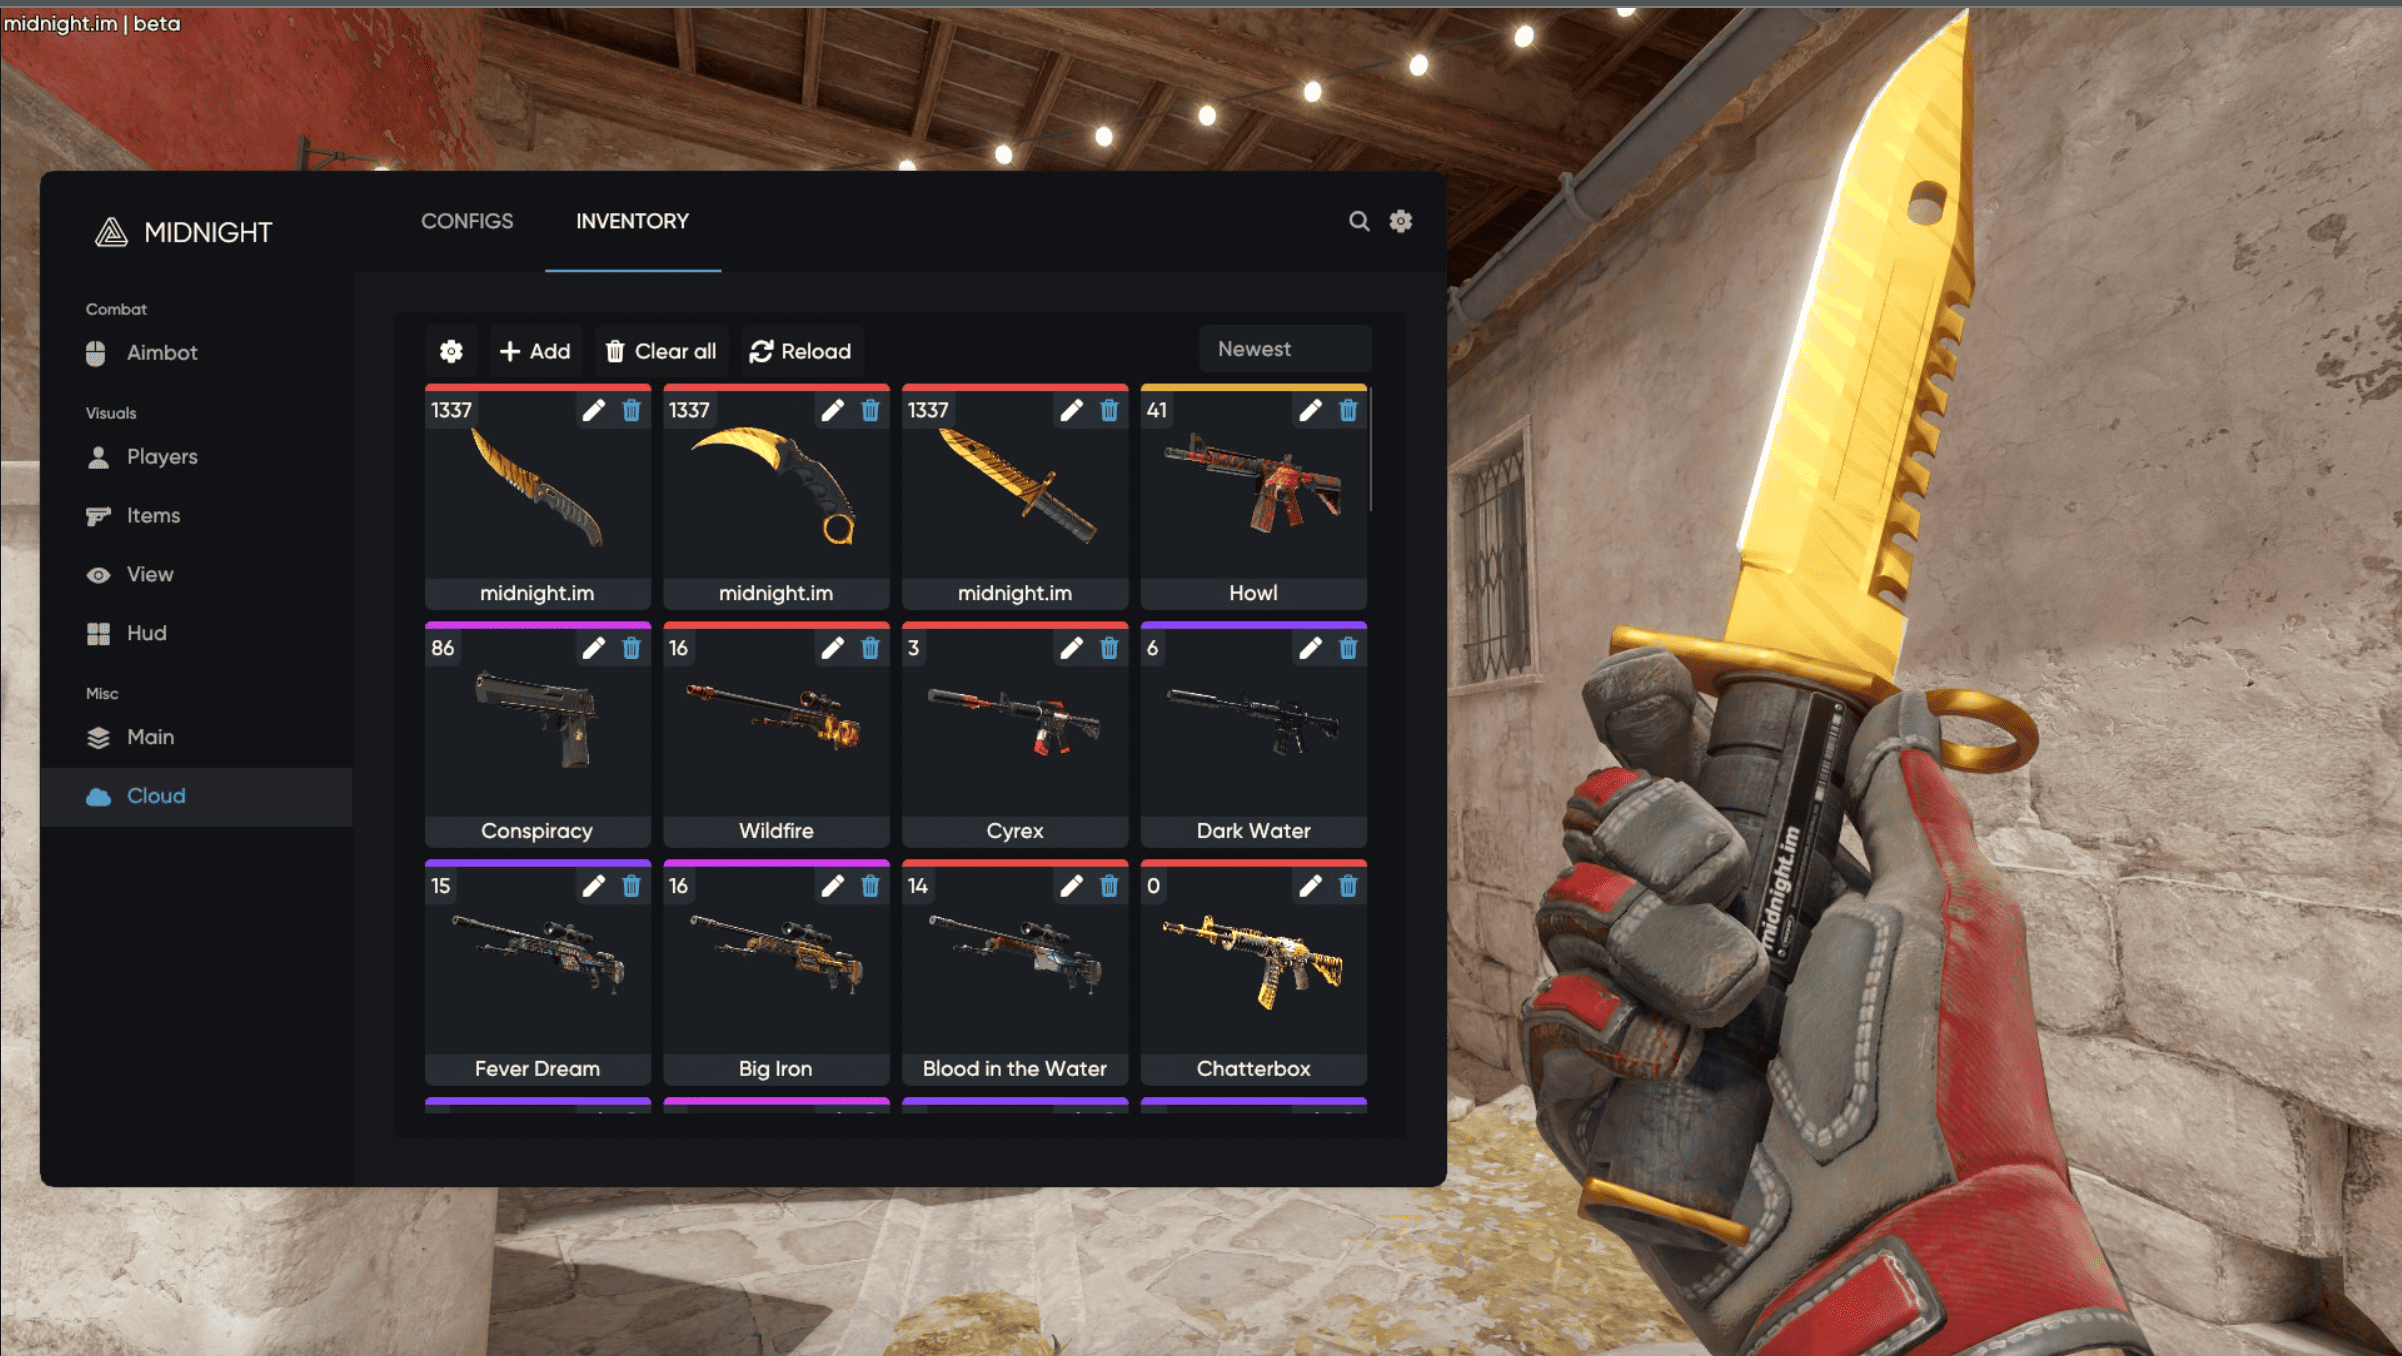 midnight.im | beta
MIDNIGHT
CONFIGS
INVENTORY
Combat
Aimbot
Visuals
Players
Items
View
Hud
Misc
Main
Cloud
Add
Clear all
Reload
Newest
1337
1337
1337
41
midnight.im
midnight.im
midnight.im
Howl
86
16
3
6
Conspiracy
Wildfire
Cyrex
Dark Water
15
16
14
0
Fever Dream
Big Iron
Blood in the Water
Chatterbox
midnight.im